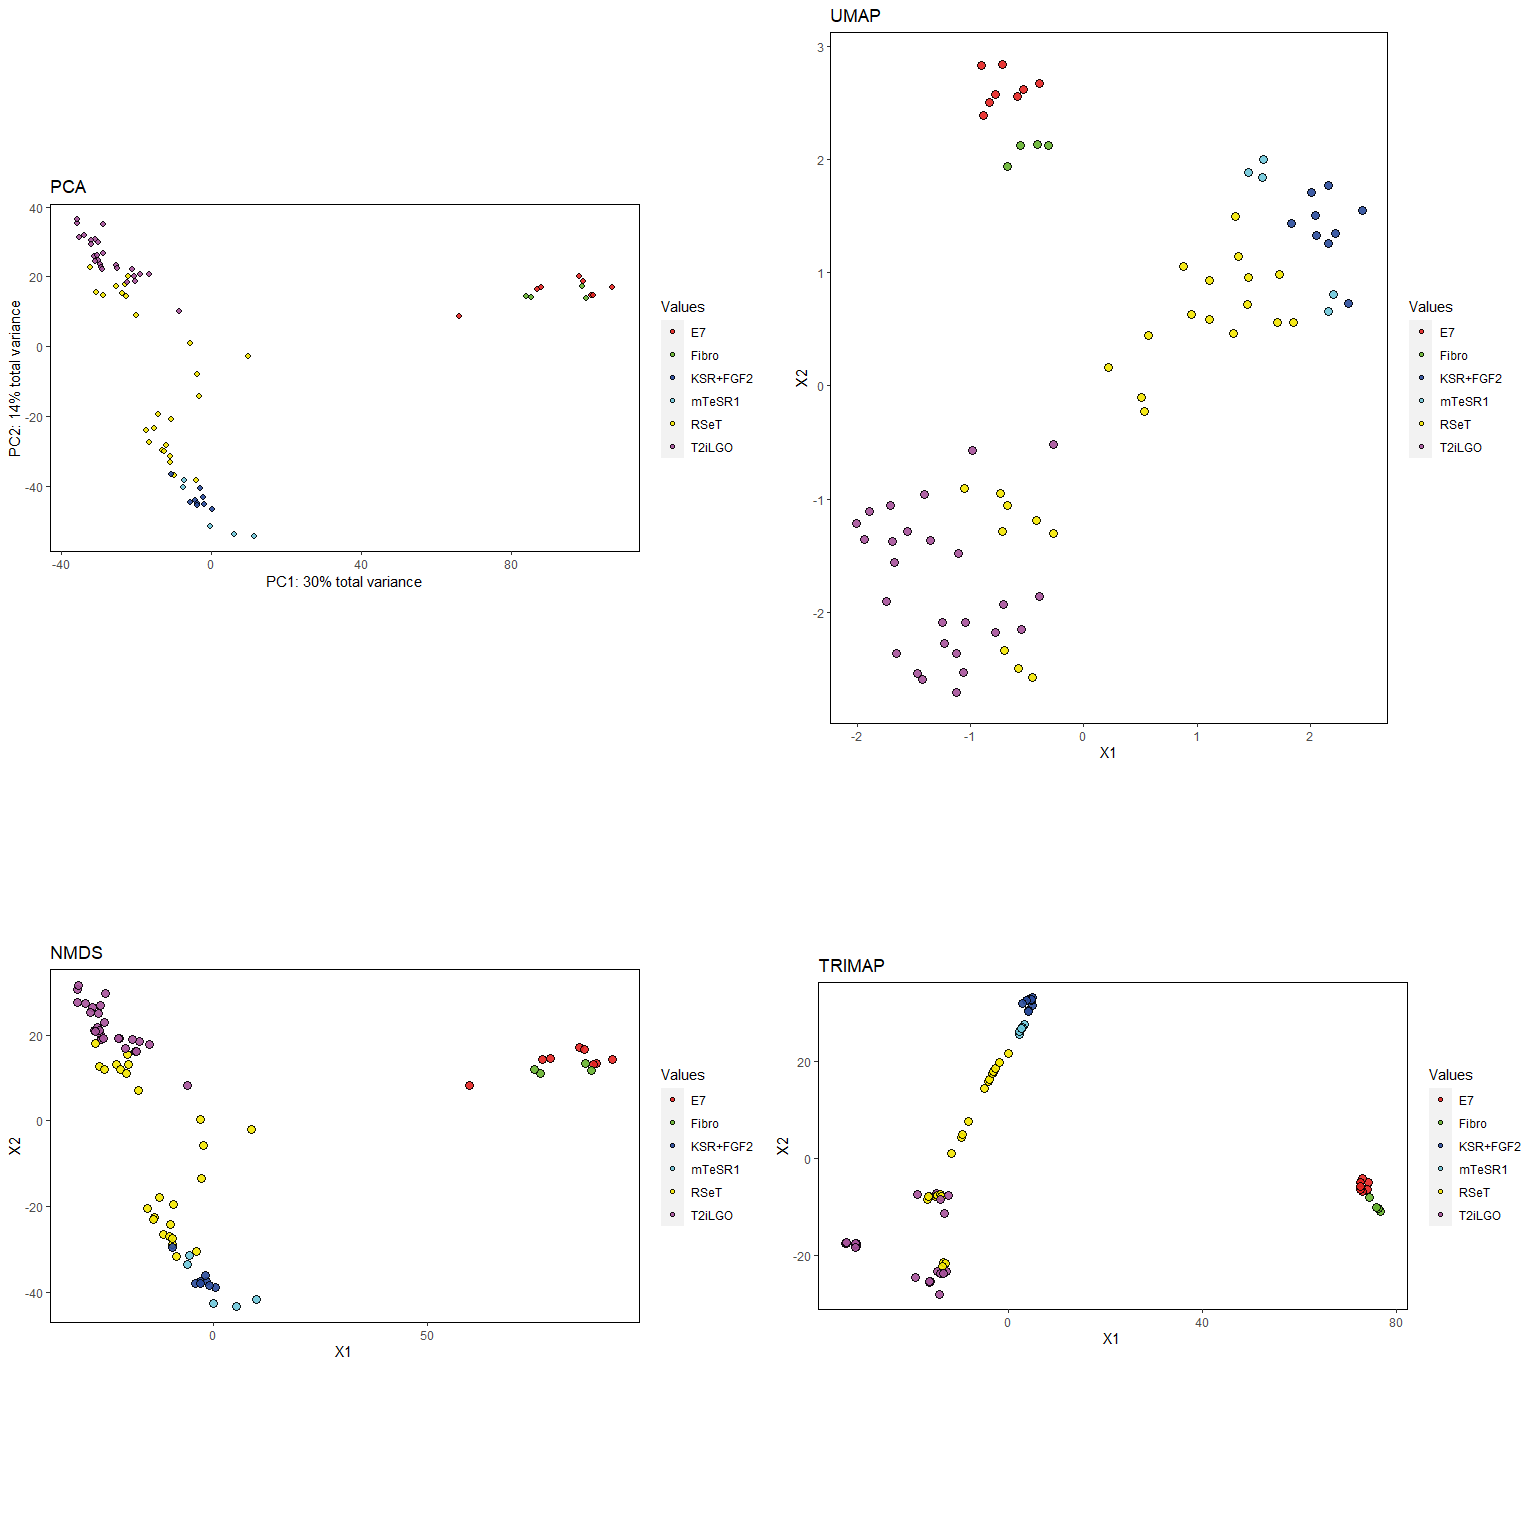 PCA
40
20
0
-20
-40
-40
0
40
80
PC1: 30% total variance
PC2: 14% total variance
Values
E7
Fibro
KSR+FGF2
mTeSR1
RSeT
T2iLGO
UMAP
3
2
1
0
-1
-2
-2
-1
0
1
2
X1
X2
Values
E7
Fibro
KSR+FGF2
mTeSR1
RSeT
T2iLGO
NMDS
20
0
-20
-40
0
50
X1
X2
Values
E7
Fibro
KSR+FGF2
mTeSR1
RSeT
T2iLGO
TRIMAP
20
0
-20
0
40
80
X1
X2
Values
E7
Fibro
KSR+FGF2
mTeSR1
RSeT
T2iLGO